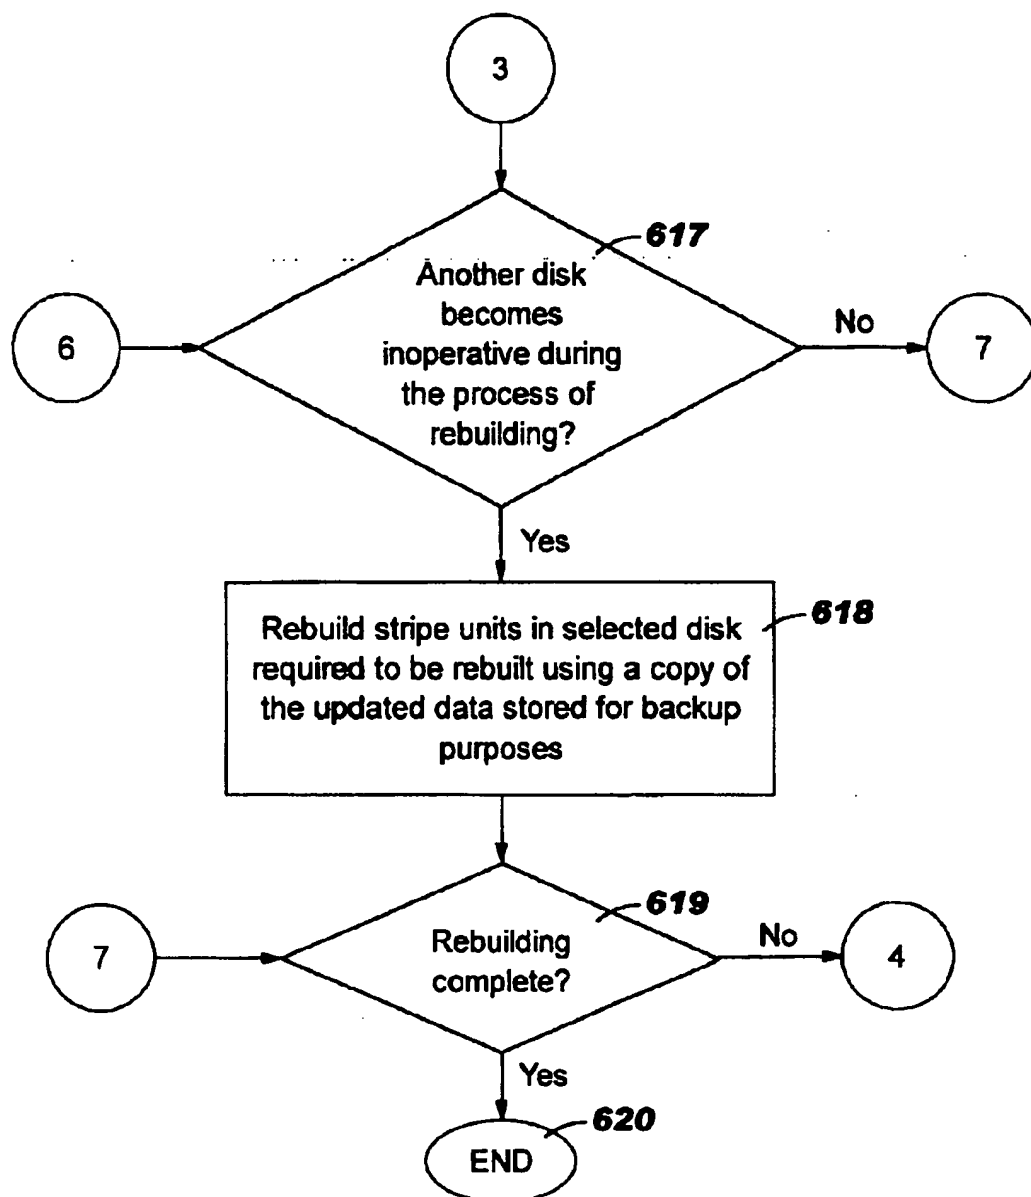 3
617
Another disk
becomes
inoperative during
the process of
rebuilding?
6
No
7
Yes
618
Rebuild stripe units in selected disk
required to be rebuilt using a copy of
the updated data stored for backup
purposes
619
7
Rebuilding
complete?
No
4
Yes
620
END